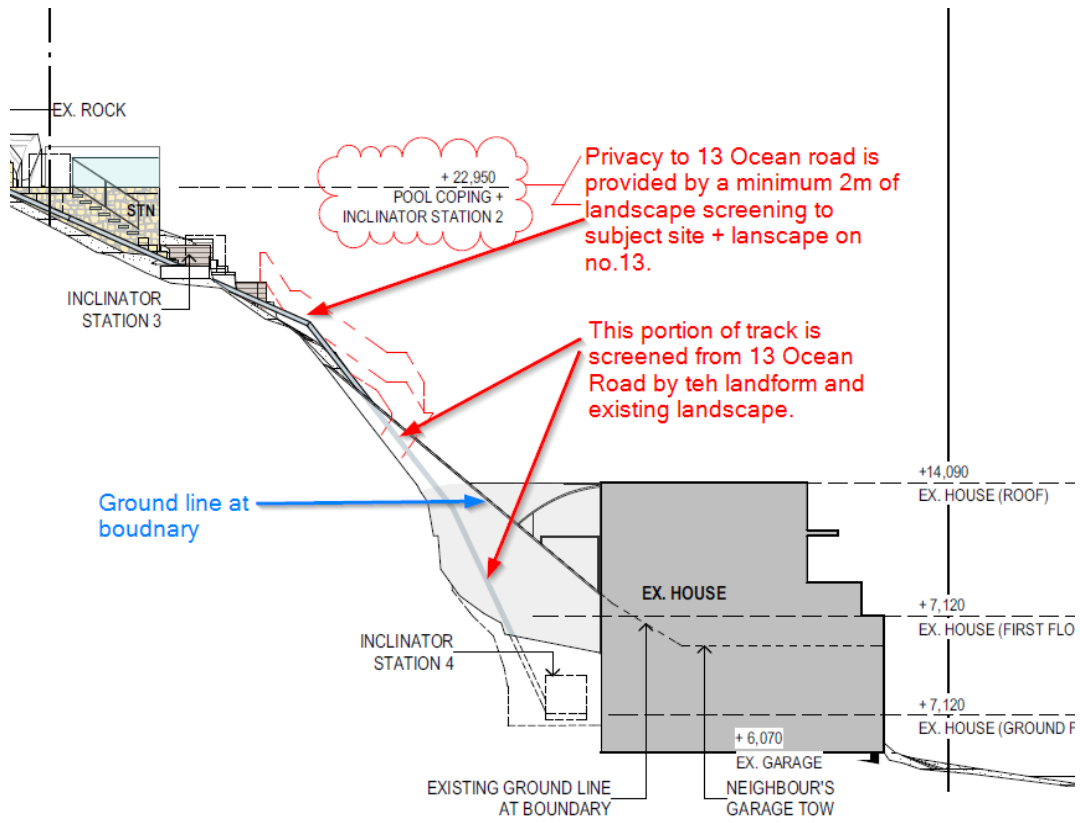 EX. ROCK
+ 22,950
POOL COPING +
INCLINATOR STATION 2
Privacy to 13 Ocean road is
provided by a minimum 2m of
landscape screening to
subject site + lanscape on
no.13.
STN
INCLINATOR
STATION 3
This portion of track is
screened from 13 Ocean
Road by teh landform and
existing landscape.
+14,090
EX. HOUSE (ROOF)
Ground line at
boudnary
EX. HOUSE
+ 7,120
EX. HOUSE (FIRST FLO
INCLINATOR
STATION 4
+ 7,120
EX. HOUSE (GROUND F
+ 6,070
EX. GARAGE
EXISTING GROUND LINE
AT BOUNDARY
NEIGHBOUR'S
GARAGE TOW